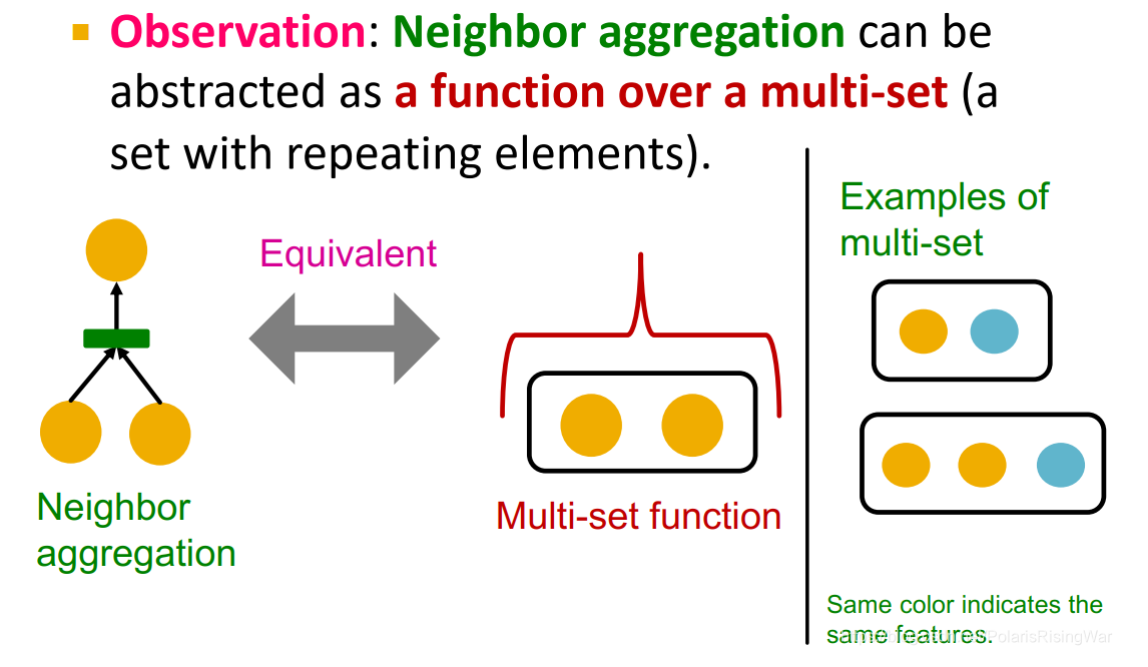 Observation: Neighbor aggregation can be
abstracted as a function over a multi-set (a
set with repeating elements).
Equivalent
Neighbor
aggregation
Multi-set function
Examples of
multi-set
Same color indicates the
same features.
PolarisRisingWar